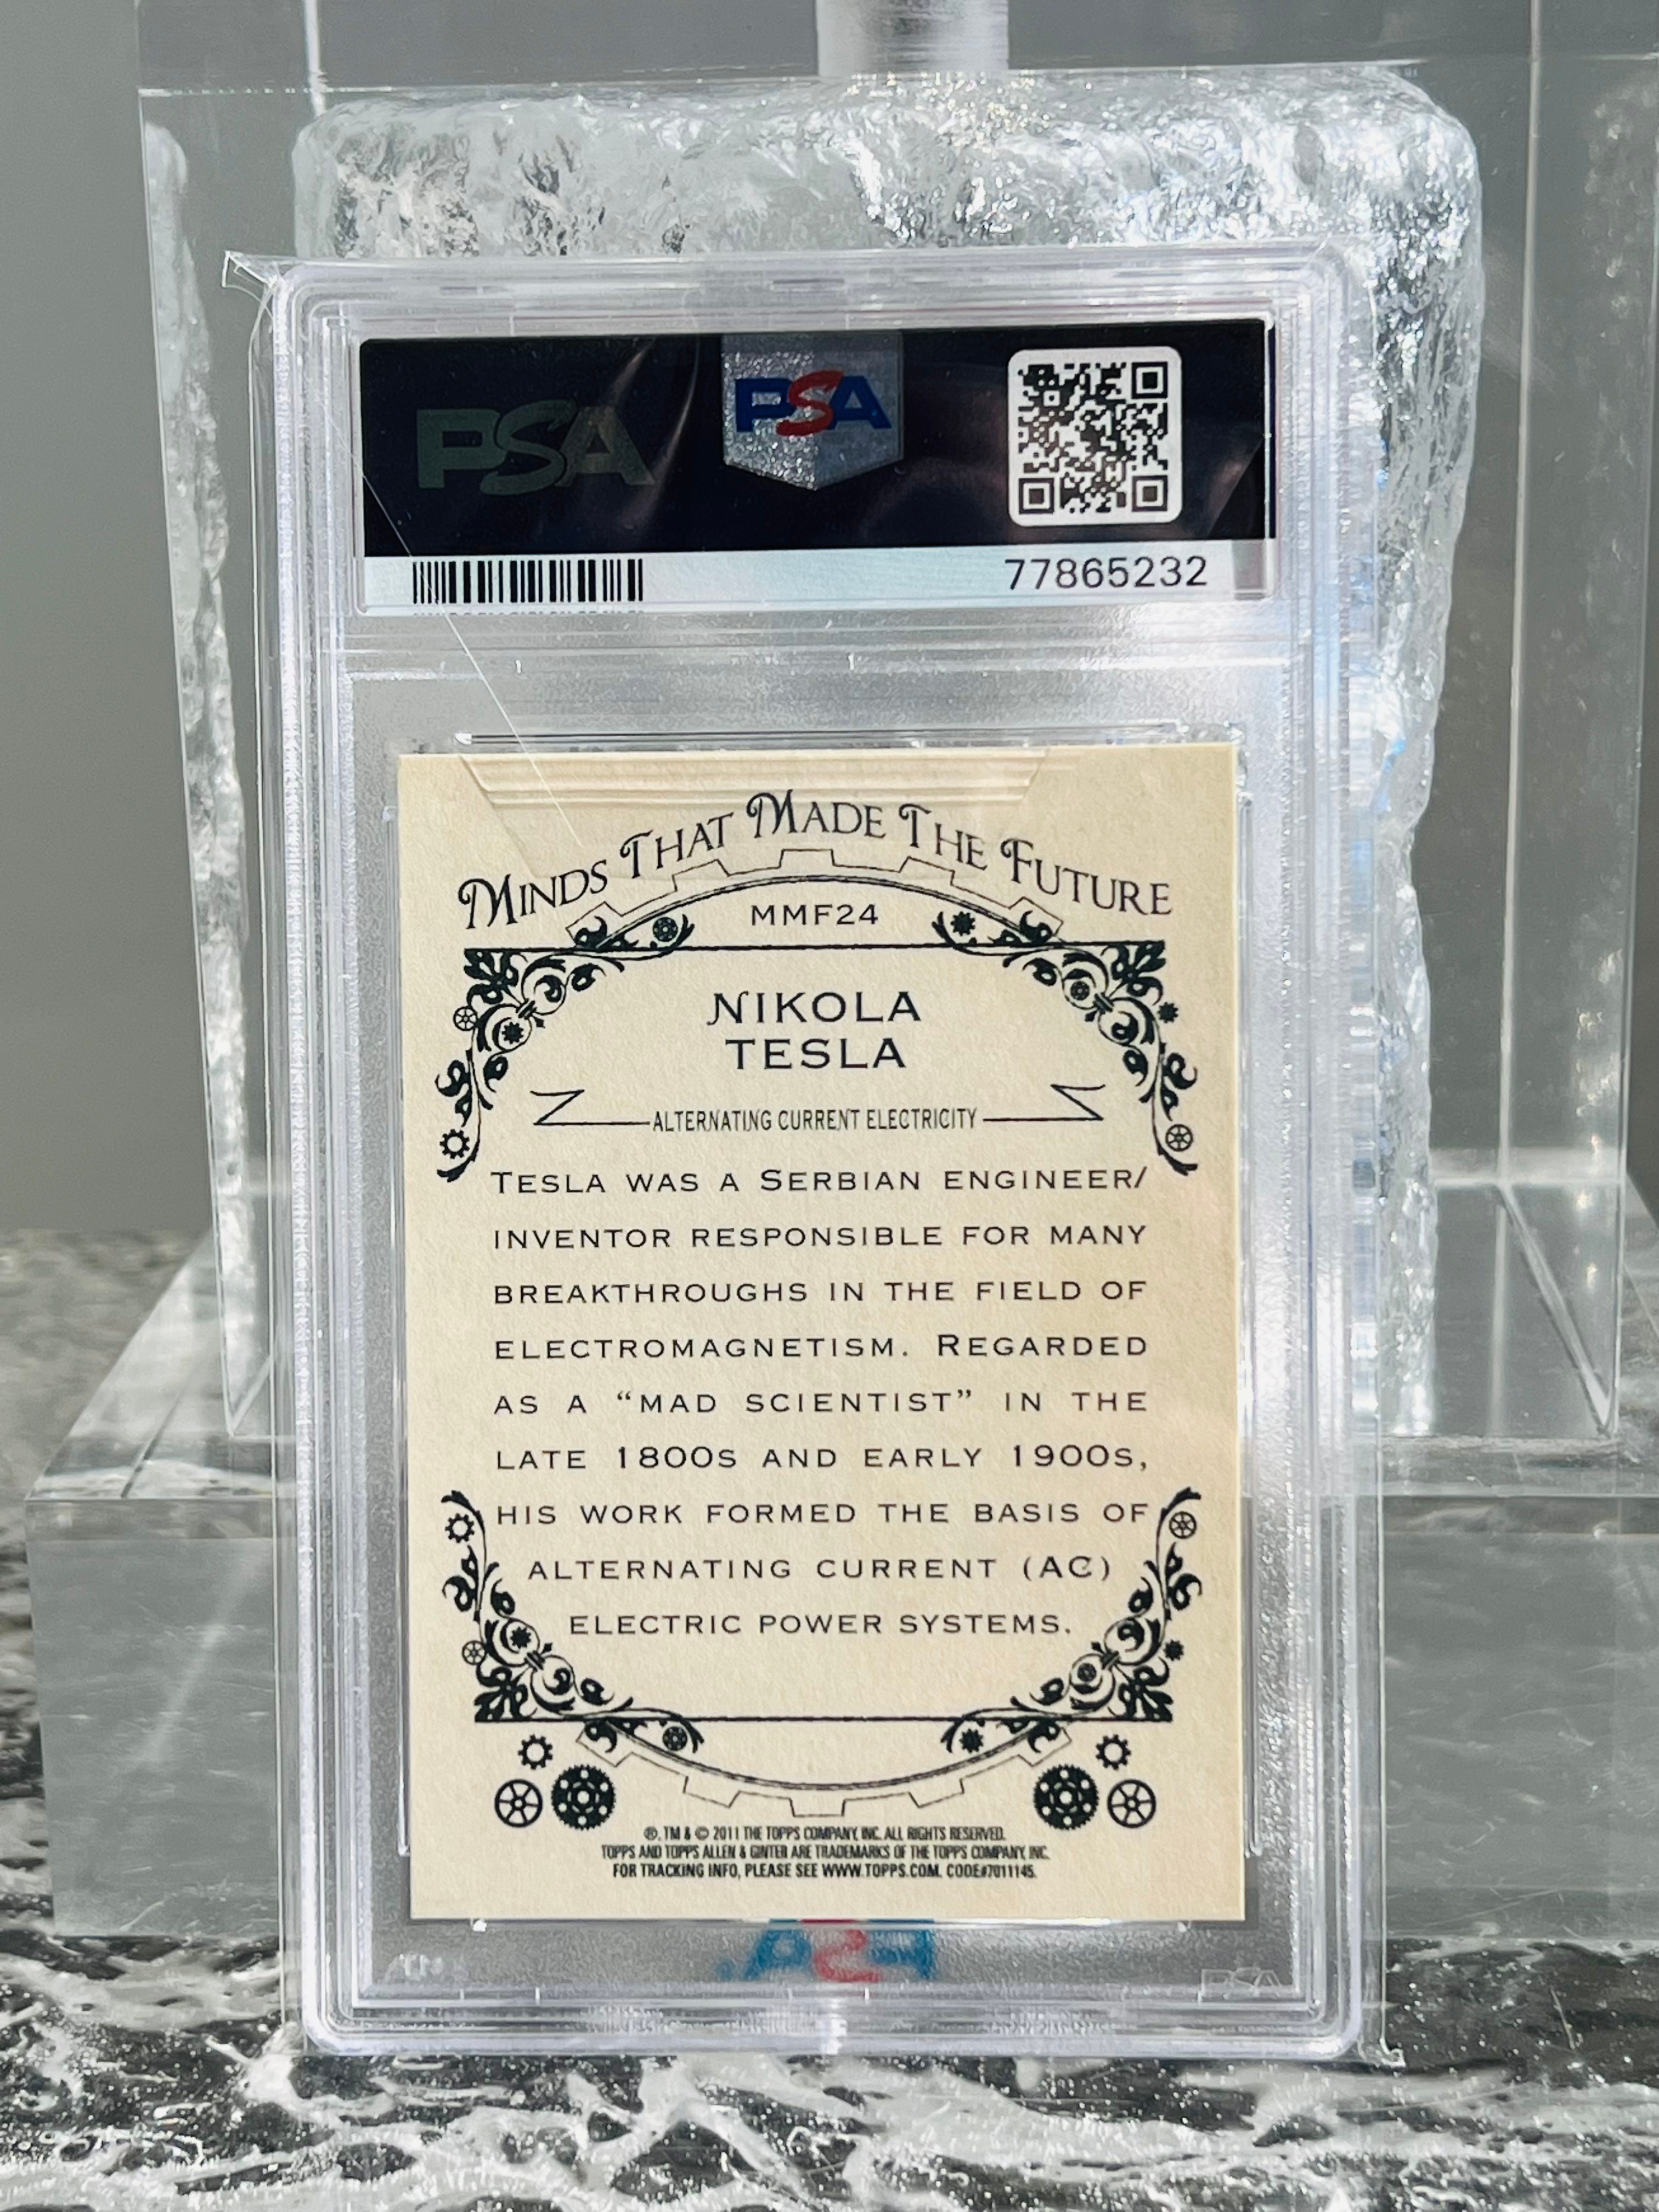 PSA
PSA
77865232
MINDS THAT MADE THE FUTURE
MMF24
NIKOLA
TESLA
ALTERNATING CURRENT ELECTRICITY
TESLA WAS A SERBIAN ENGINEER/
INVENTOR RESPONSIBLE FOR MANY
BREAKTHROUGHS IN THE FIELD OF
ELECTROMAGNETISM. REGARDED
AS A “MAD SCIENTIST” IN THE
LATE 1800S AND EARLY 1900S,
HIS WORK FORMED THE BASIS OF
ALTERNATING CURRENT (AC)
ELECTRIC POWER SYSTEMS.
®, TM & © 2011 THE TOPPS COMPANY, INC. ALL RIGHTS RESERVED.
TOPPS AND TOPPS ALLEN & GINTER ARE TRADEMARKS OF THE TOPPS COMPANY, INC.
FOR TRACKING INFO, PLEASE SEE WWW.TOPPS.COM. CODE#7011145.
PSA
PSA